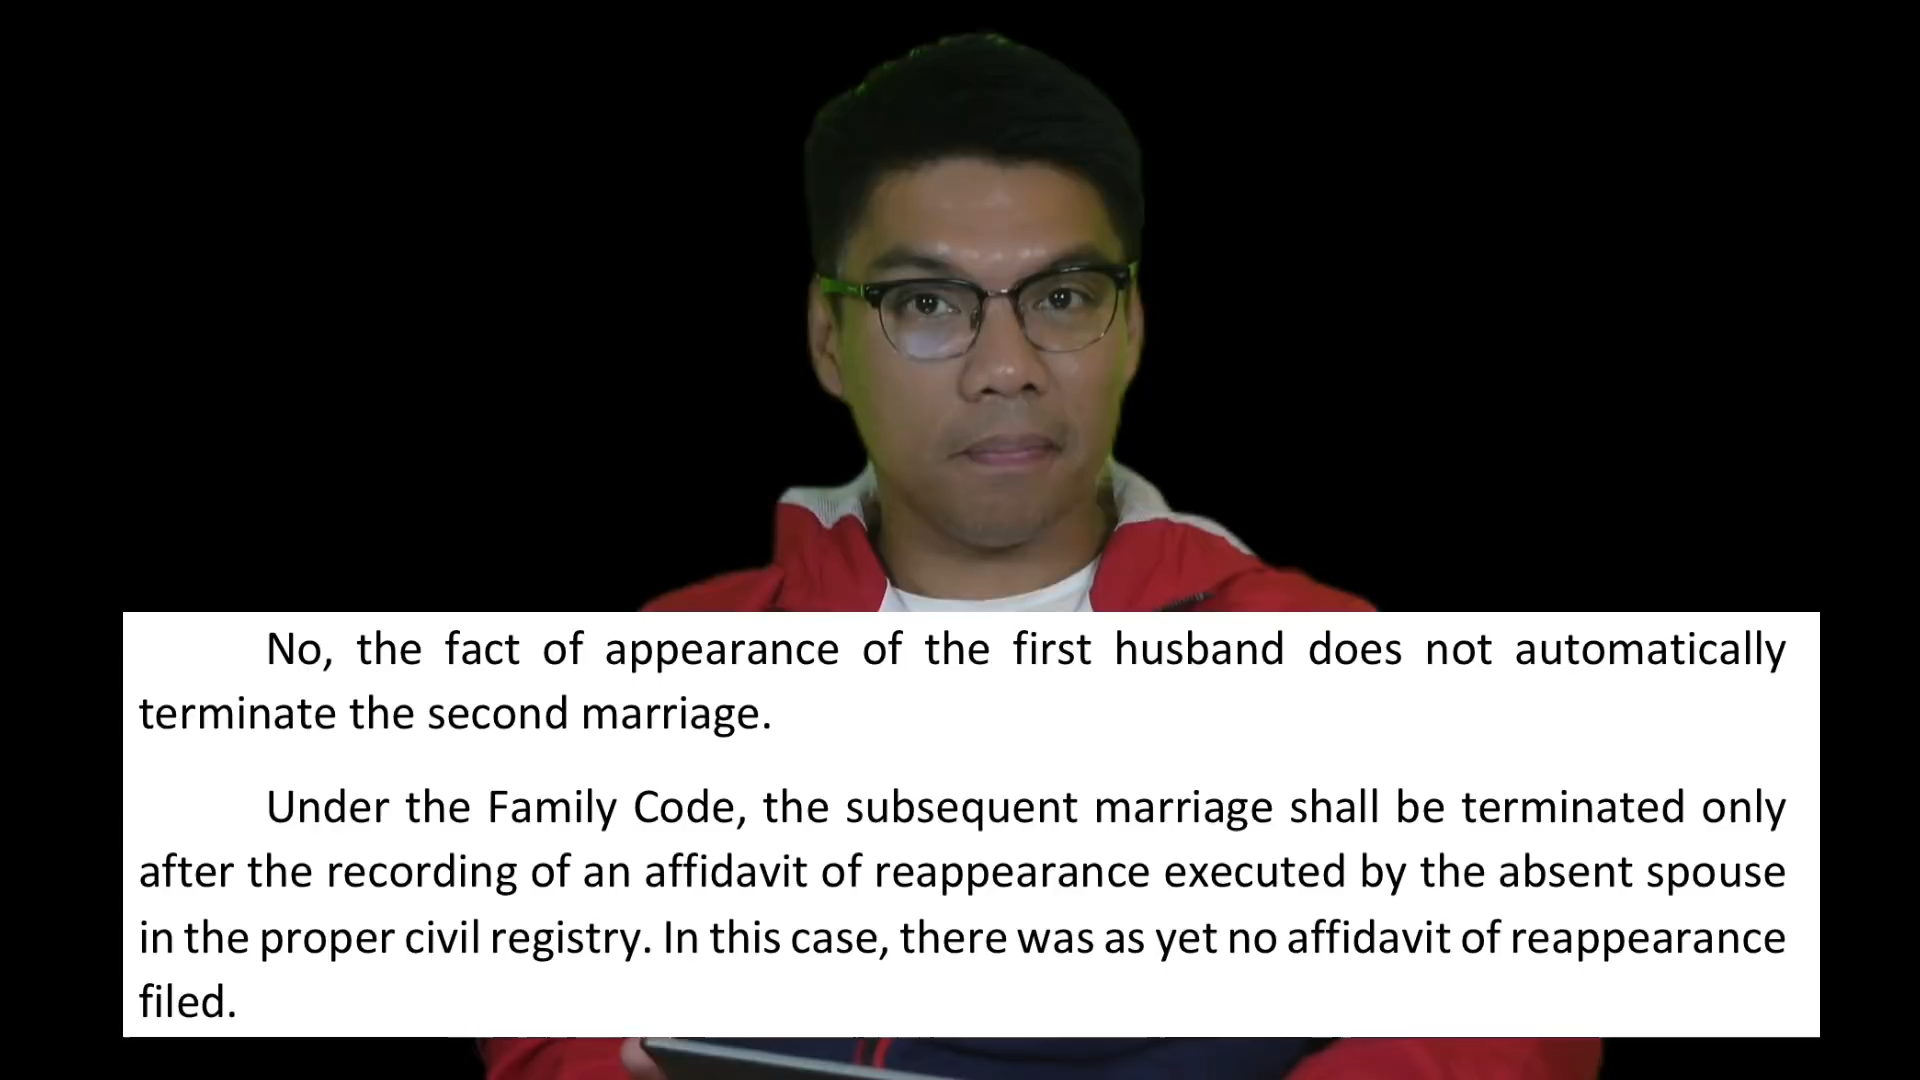 No, the fact of appearance of the first husband does not automatically
terminate the second marriage.
Under the Family Code, the subsequent marriage shall be terminated only
after the recording of an affidavit of reappearance executed by the absent spouse
in the proper civil registry. In this case, there was as yet no affidavit of reappearance
filed.